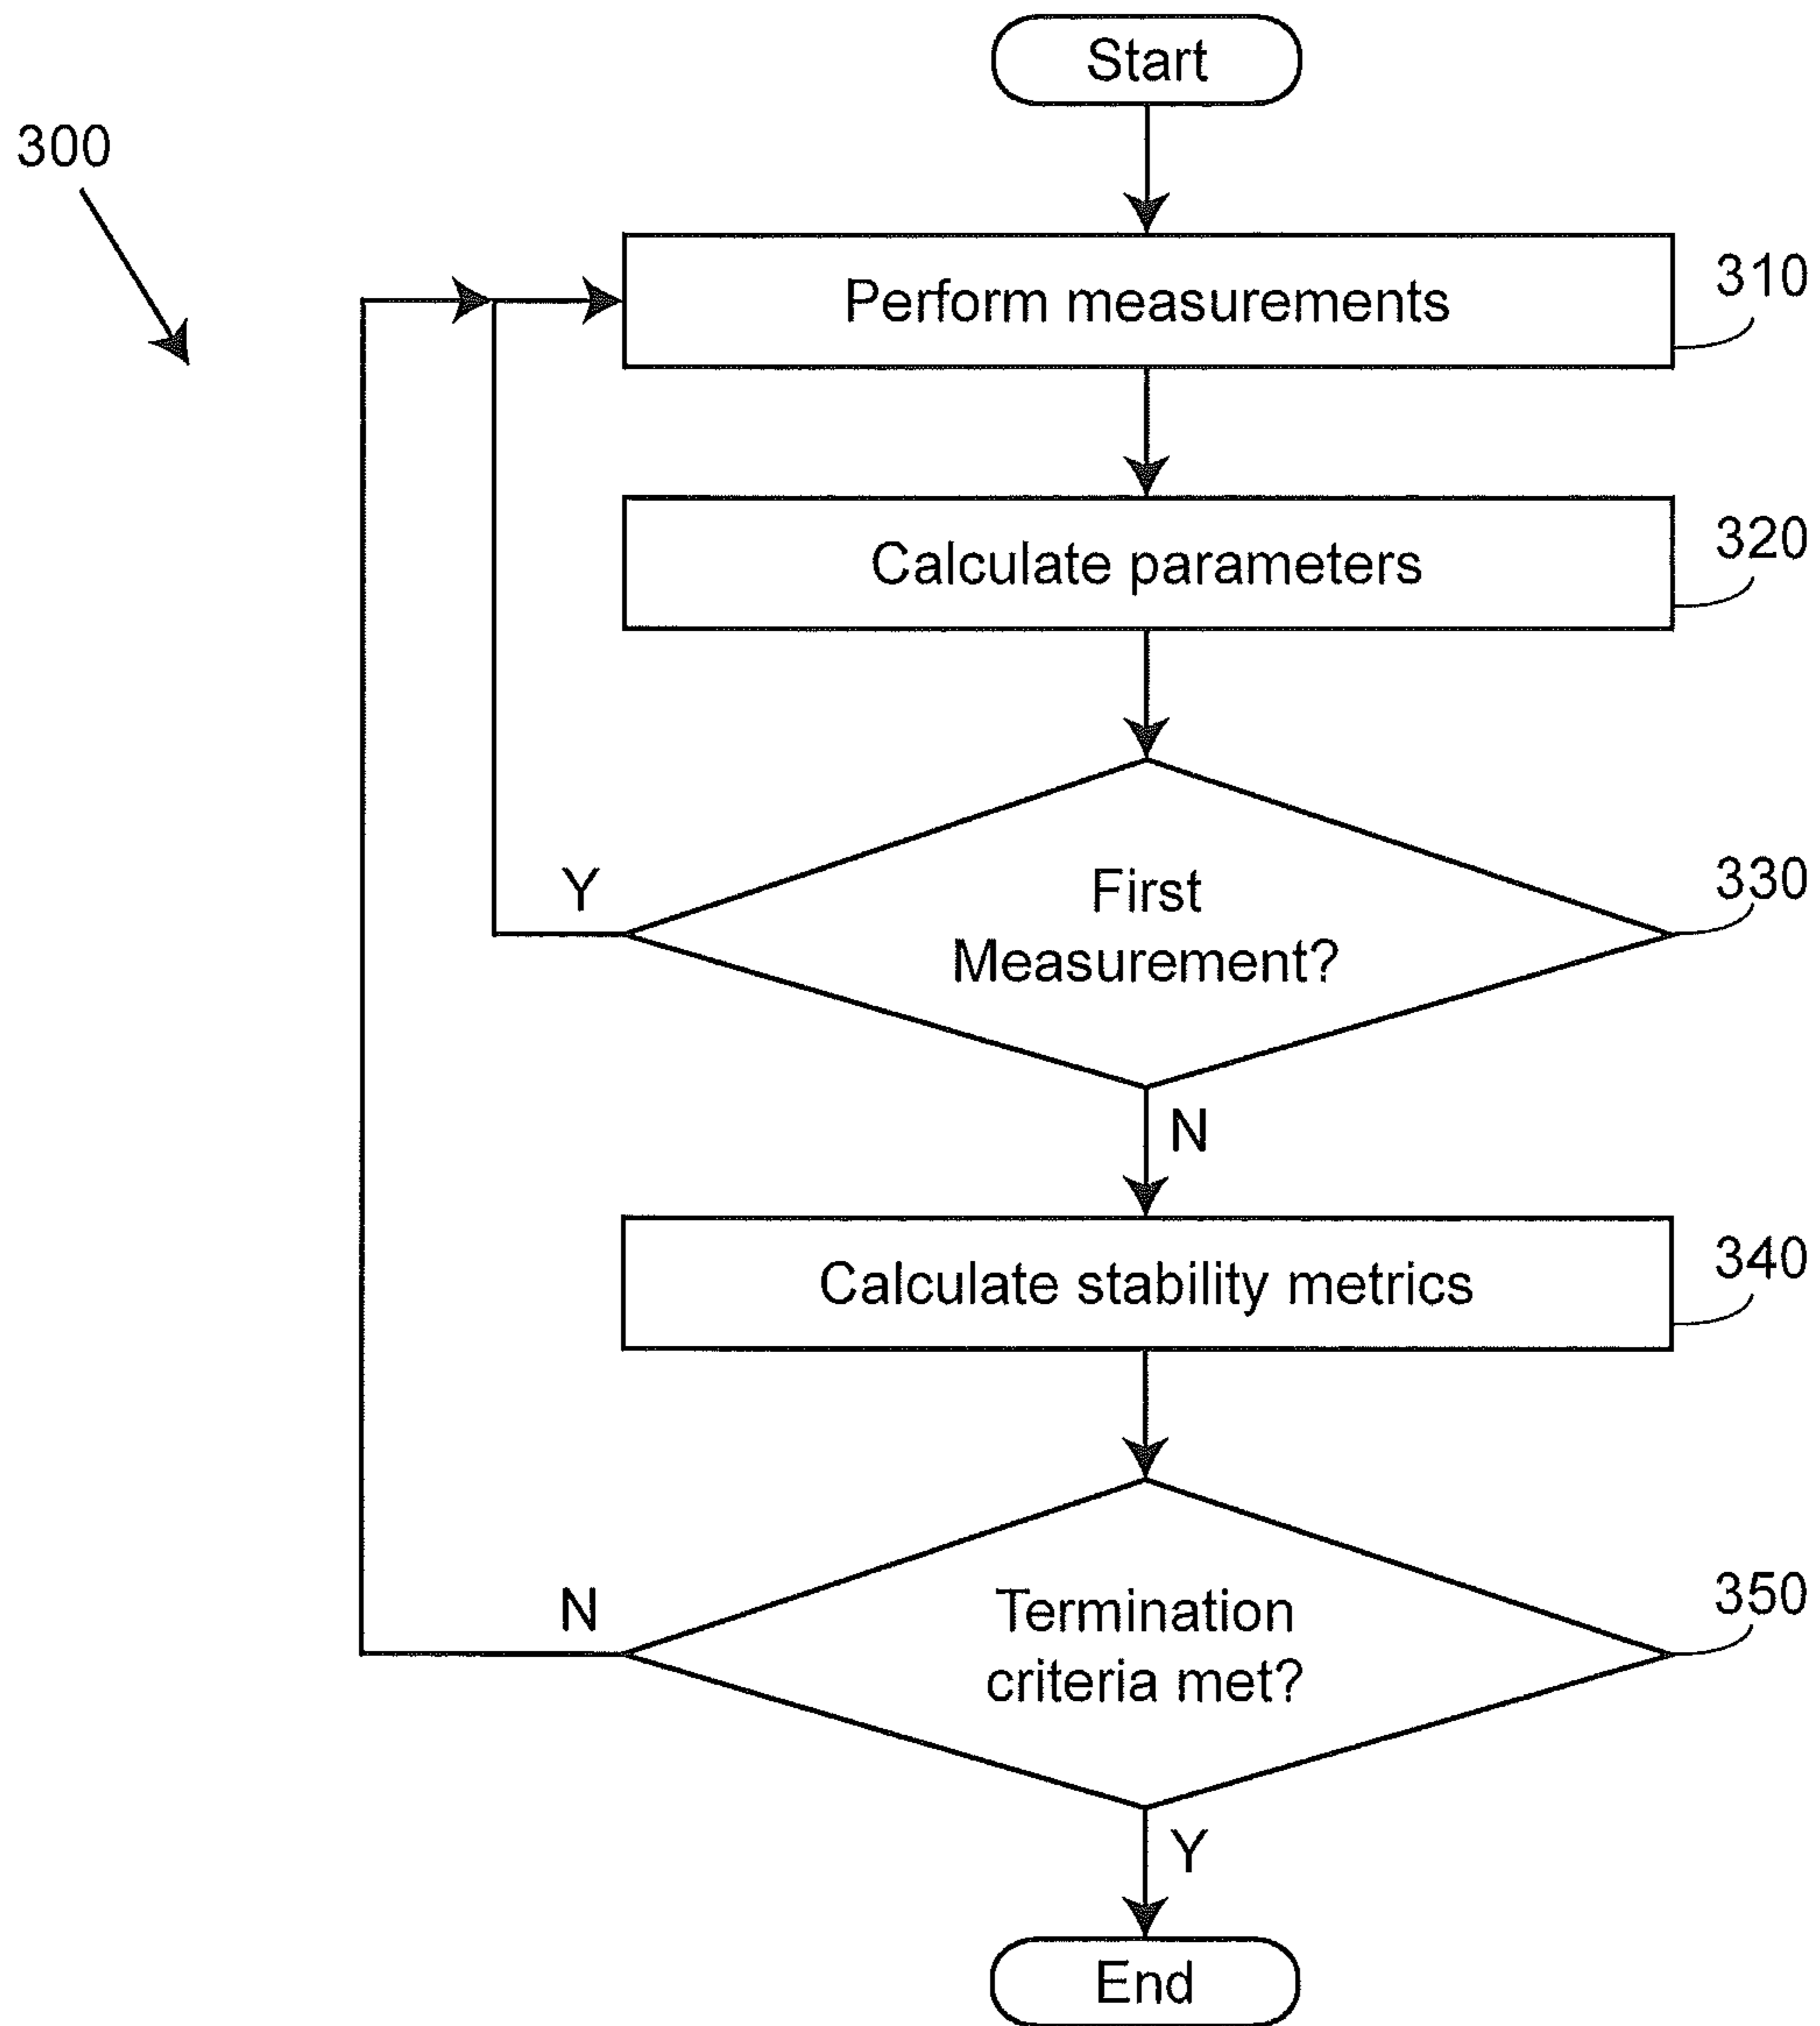 Start
300
Perform measurements
310
Calculate parameters
320
Y
First
Measurement?
330
N
Calculate stability metrics
340
N
Termination
criteria met?
350
Y
End